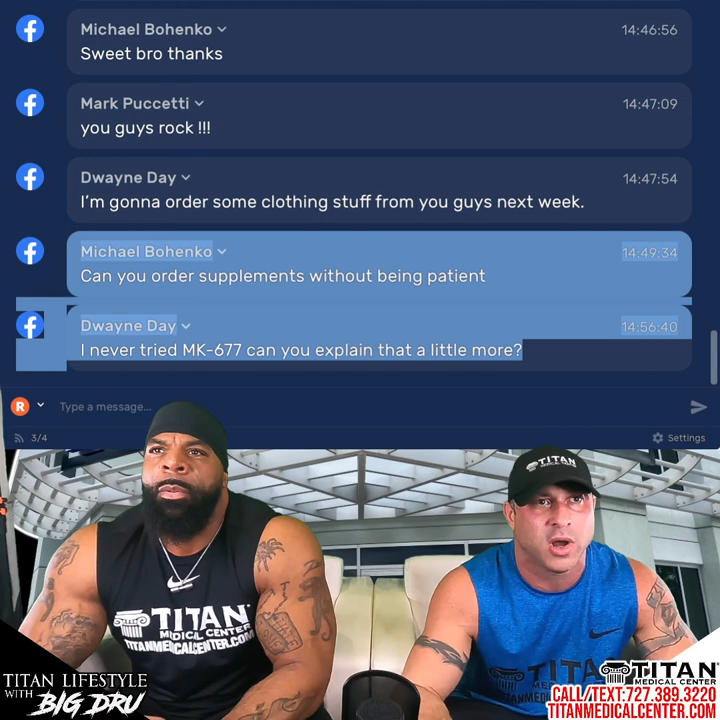 Michael Bohenko
14:46:56
Sweet bro thanks
Mark Puccetti
14:47:09
you guys rock !!!
Dwayne Day
14:47:54
I'm gonna order some clothing stuff from you guys next week.
Michael Bohenko
14:49:34
Can you order supplements without being patient
Dwayne Day
14:56:40
I never tried MK-677 can you explain that a little more?
R
Type a message...
3/4
Settings
TITAN
MEDICAL CENTER
TITAN
MEDICAL CENTER
TITANMEDICALCENTER.COM
TITA
TITAN LIFESTYLE
WITH BIG DRU
TITAN
MEDICAL CENTER
CALL/TEXT:727.389.3220
TITANMEDICALCENTER.COM